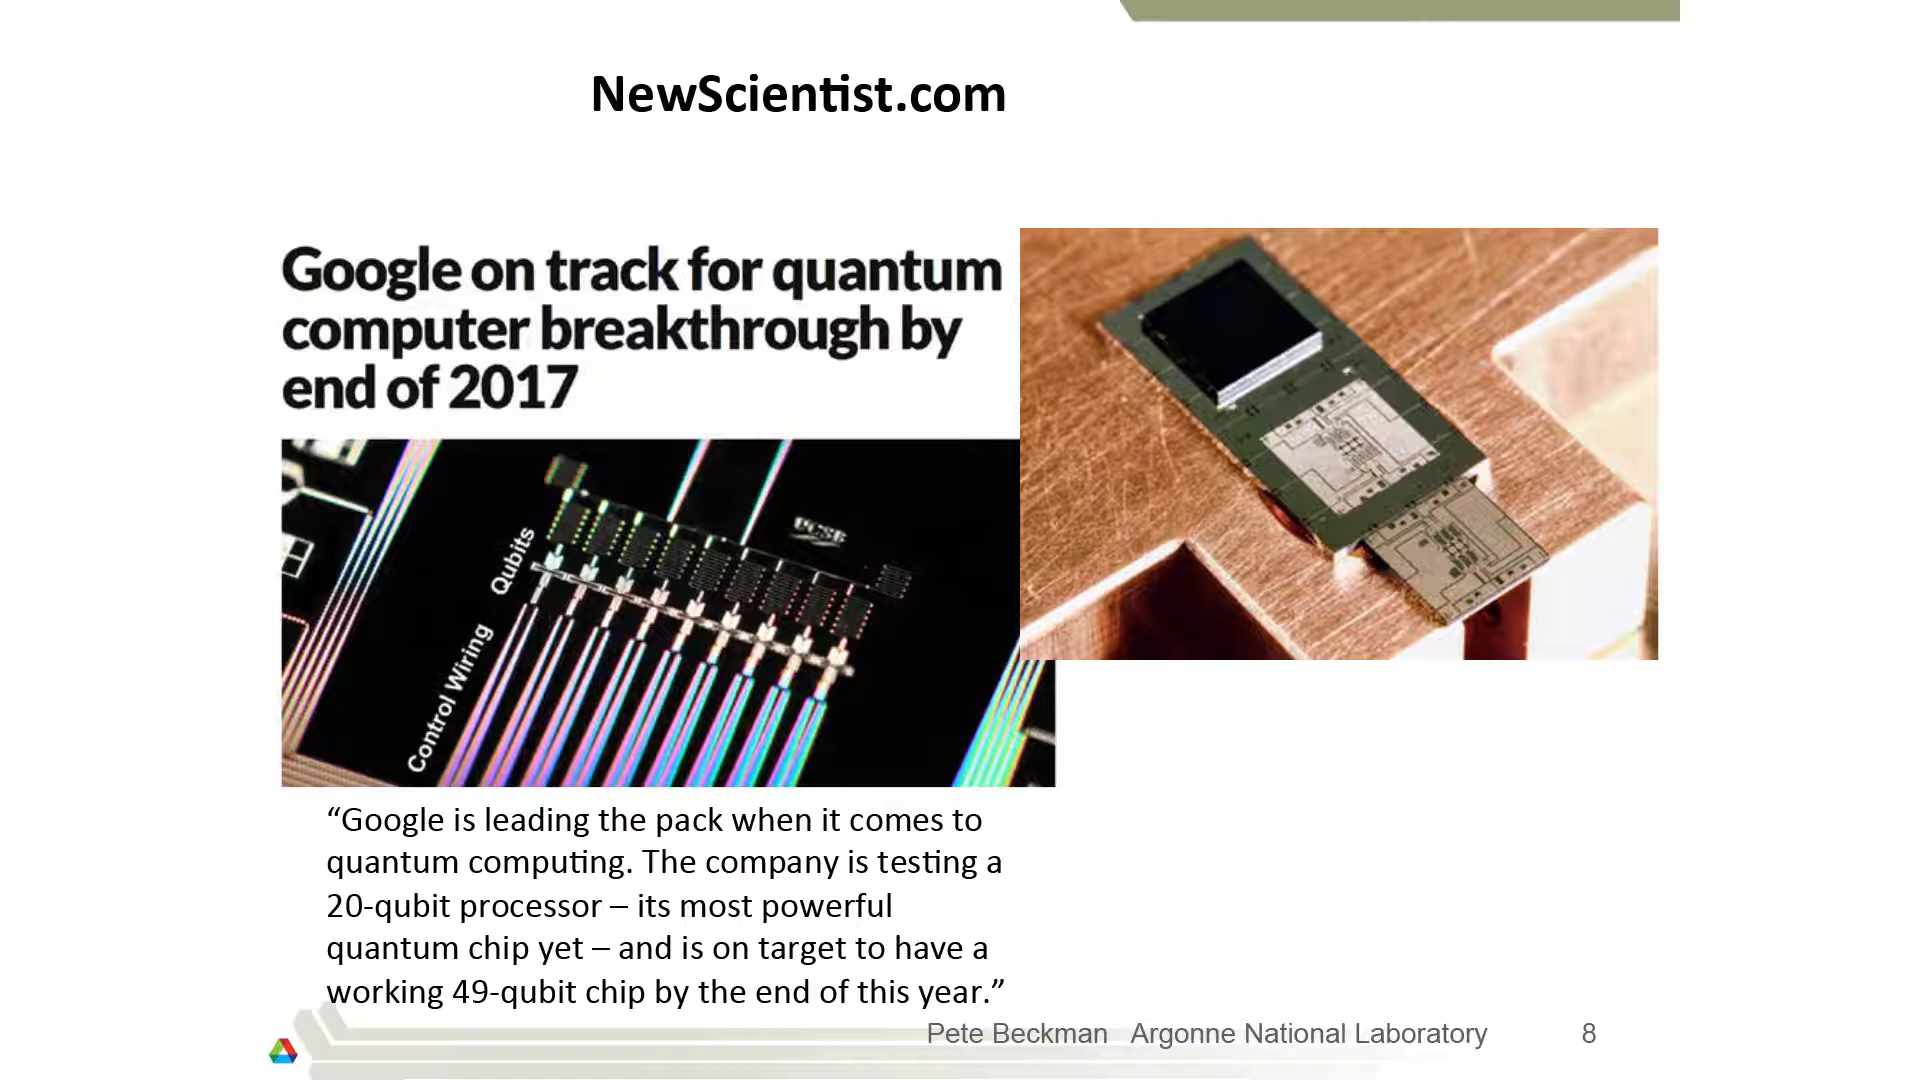 NewScientist.com
Google on track for quantum
computer breakthrough by
end of 2017
Qubits
Control Wiring
UCSB
“Google is leading the pack when it comes to
quantum computing. The company is testing a
20-qubit processor – its most powerful
quantum chip yet – and is on target to have a
working 49-qubit chip by the end of this year.”
Pete Beckman Argonne National Laboratory 8